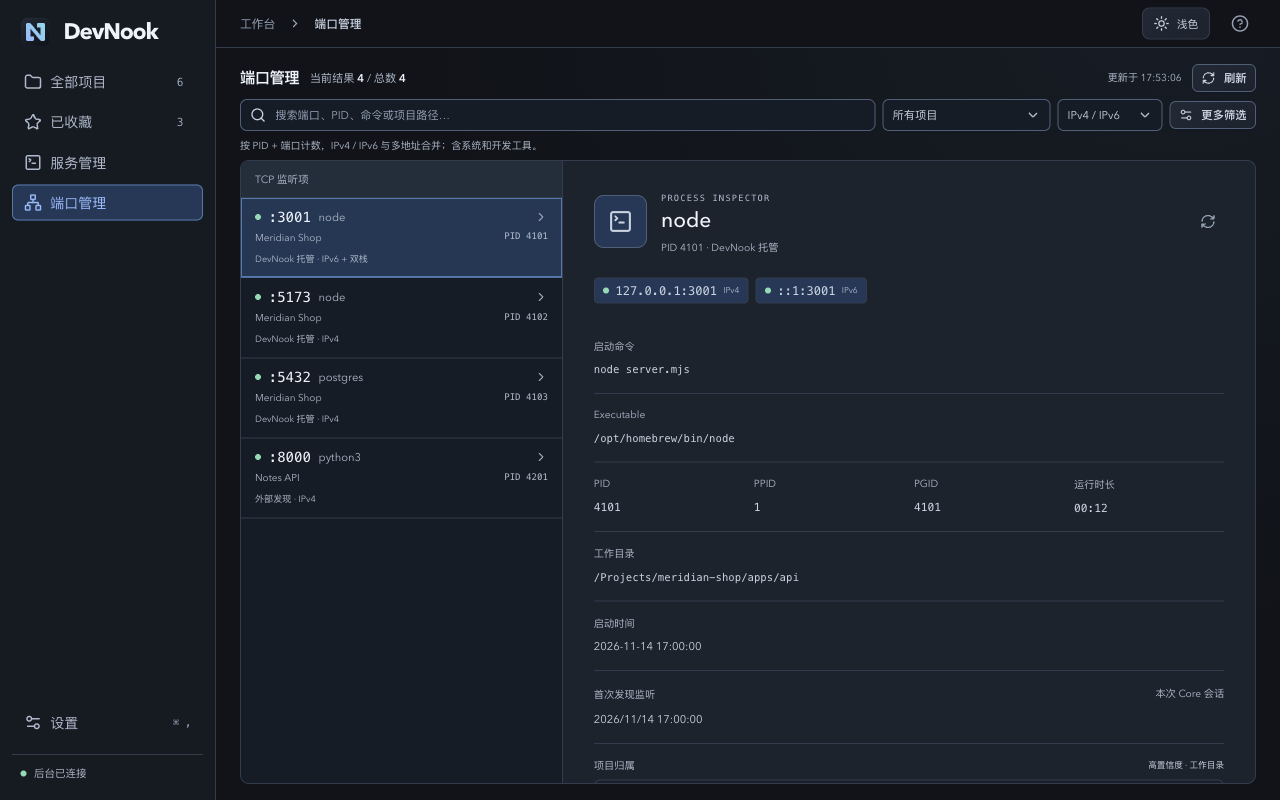 DevNook
全部项目 6
已收藏 3
服务管理
端口管理
设置 ⌘ ,
后台已连接
工作台 > 端口管理
浅色
端口管理 当前结果 4 / 总数 4
更新于 17:53:06
刷新
搜索端口、PID、命令或项目路径…
所有项目
IPv4 / IPv6
更多筛选
按 PID + 端口计数，IPv4 / IPv6 与多地址合并；含系统和开发工具。
TCP 监听项
:3001 node
Meridian Shop PID 4101
DevNook 托管 · IPv6 + 双栈
:5173 node
Meridian Shop PID 4102
DevNook 托管 · IPv4
:5432 postgres
Meridian Shop PID 4103
DevNook 托管 · IPv4
:8000 python3
Notes API PID 4201
外部发现 · IPv4
PROCESS INSPECTOR
node
PID 4101 · DevNook 托管
127.0.0.1:3001 IPv4
::1:3001 IPv6
启动命令
node server.mjs
Executable
/opt/homebrew/bin/node
PID PPID PGID 运行时长
4101 1 4101 00:12
工作目录
/Projects/meridian-shop/apps/api
启动时间
2026-11-14 17:00:00
首次发现监听 本次 Core 会话
2026/11/14 17:00:00
项目归属 高置信度 · 工作目录